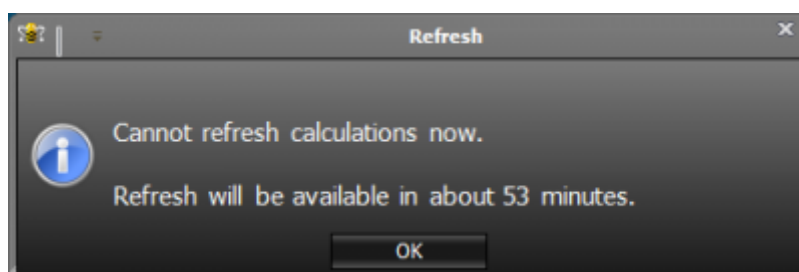 Refresh
Cannot refresh calculations now.
Refresh will be available in about 53 minutes.
OK